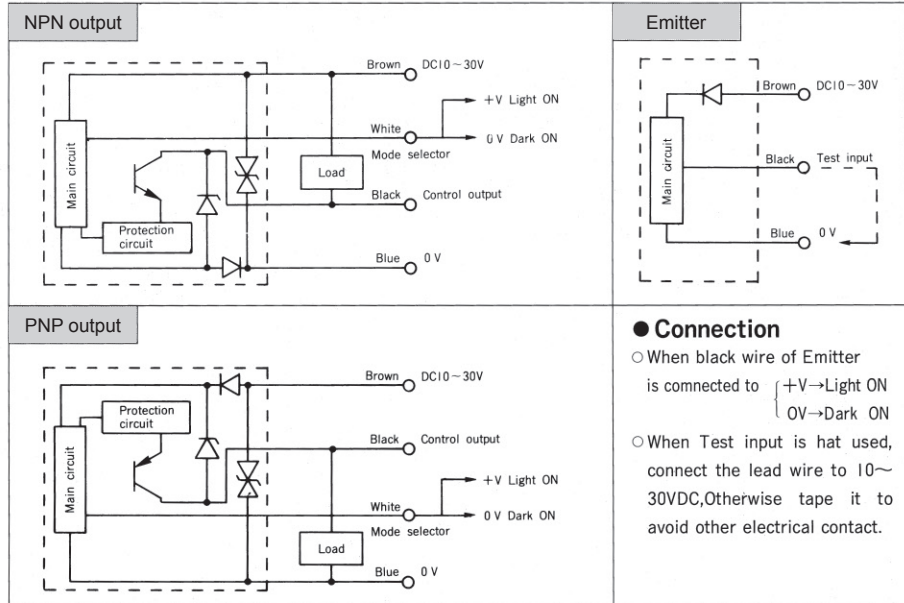 NPN output
Brown DC10~30V
+V Light ON
White
0V Dark ON
Mode selector
Main circuit
Load
Black Control output
Protection
circuit
Blue 0 V
Emitter
Brown DC10~30V
Main circuit
Black Test input
Blue 0 V
PNP output
Brown DC10~30V
Protection
circuit
Black Control output
Main circuit
+V Light ON
White
0 V Dark ON
Mode selector
Load
Blue 0 V
● Connection
○ When black wire of Emitter
is comnected to { +V→Light ON
0V→Dark ON
○ When Test input is hat used,
connect the lead wire to 10~
30VDC,Otherwise tape it to
avoid other electrical contact.